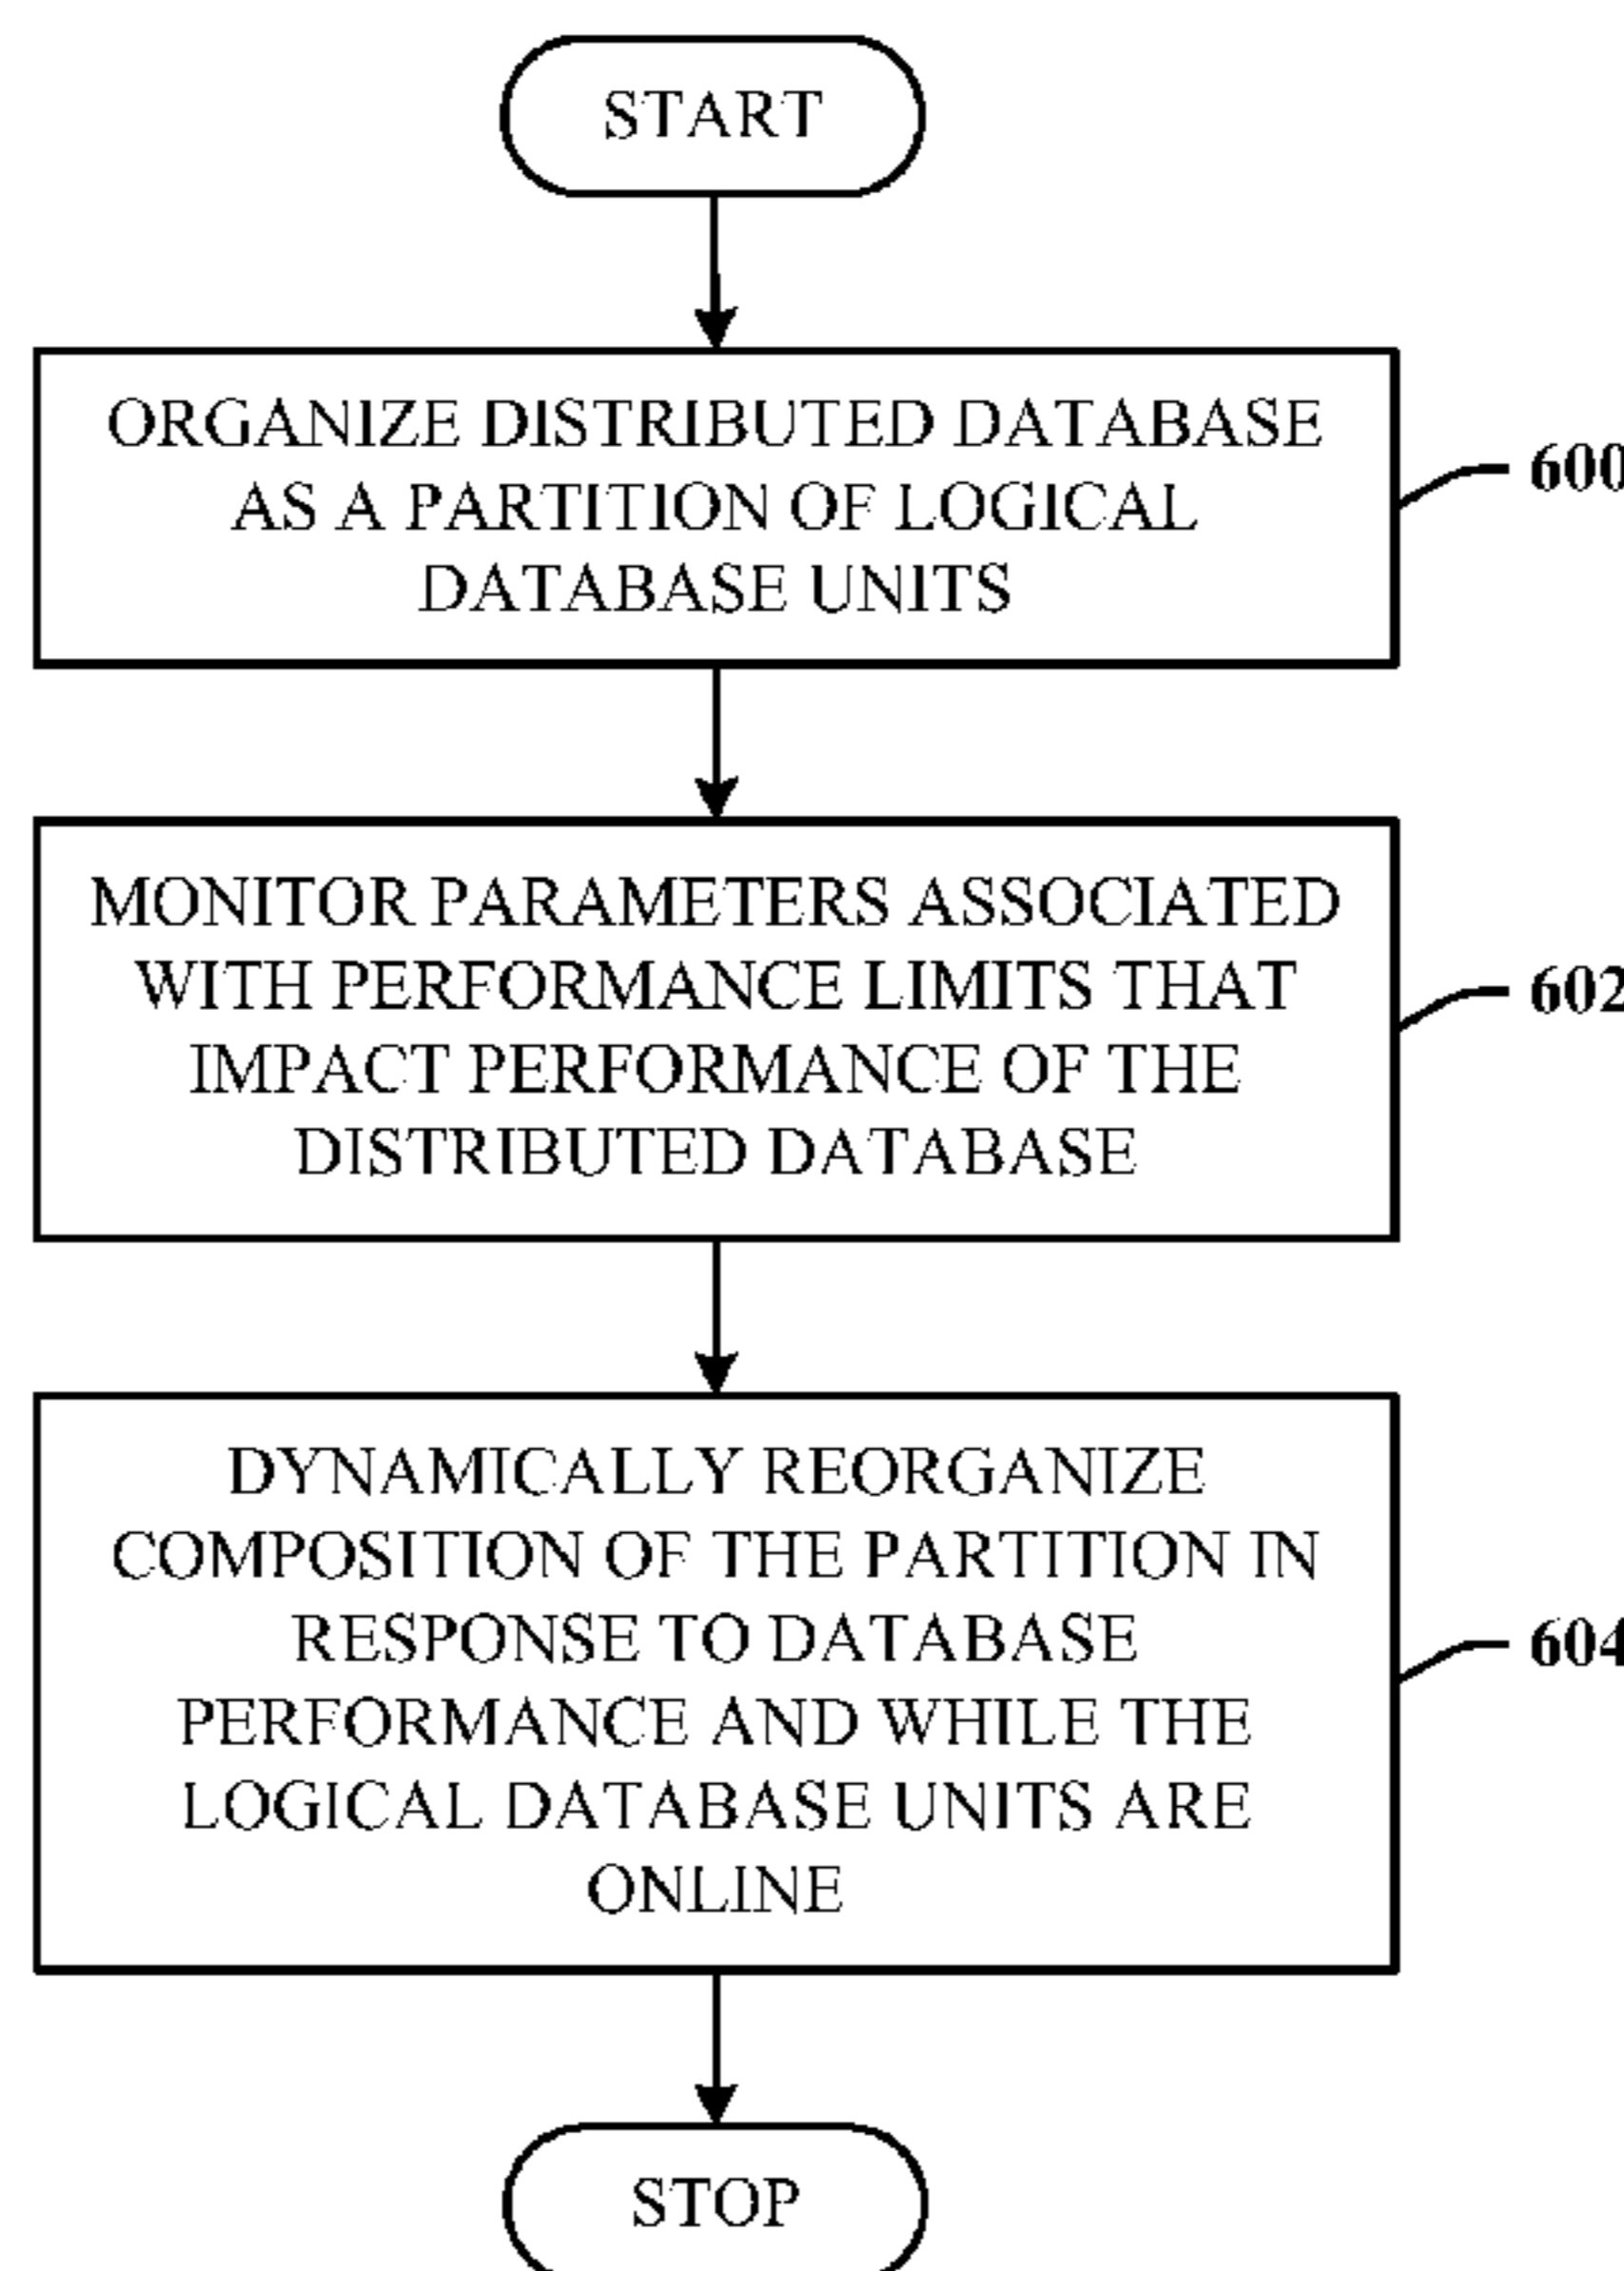 START
ORGANIZE DISTRIBUTED DATABASE
AS A PARTITION OF LOGICAL
DATABASE UNITS
600
MONITOR PARAMETERS ASSOCIATED
WITH PERFORMANCE LIMITS THAT
IMPACT PERFORMANCE OF THE
DISTRIBUTED DATABASE
602
DYNAMICALLY REORGANIZE
COMPOSITION OF THE PARTITION IN
RESPONSE TO DATABASE
PERFORMANCE AND WHILE THE
LOGICAL DATABASE UNITS ARE
ONLINE
604
STOP